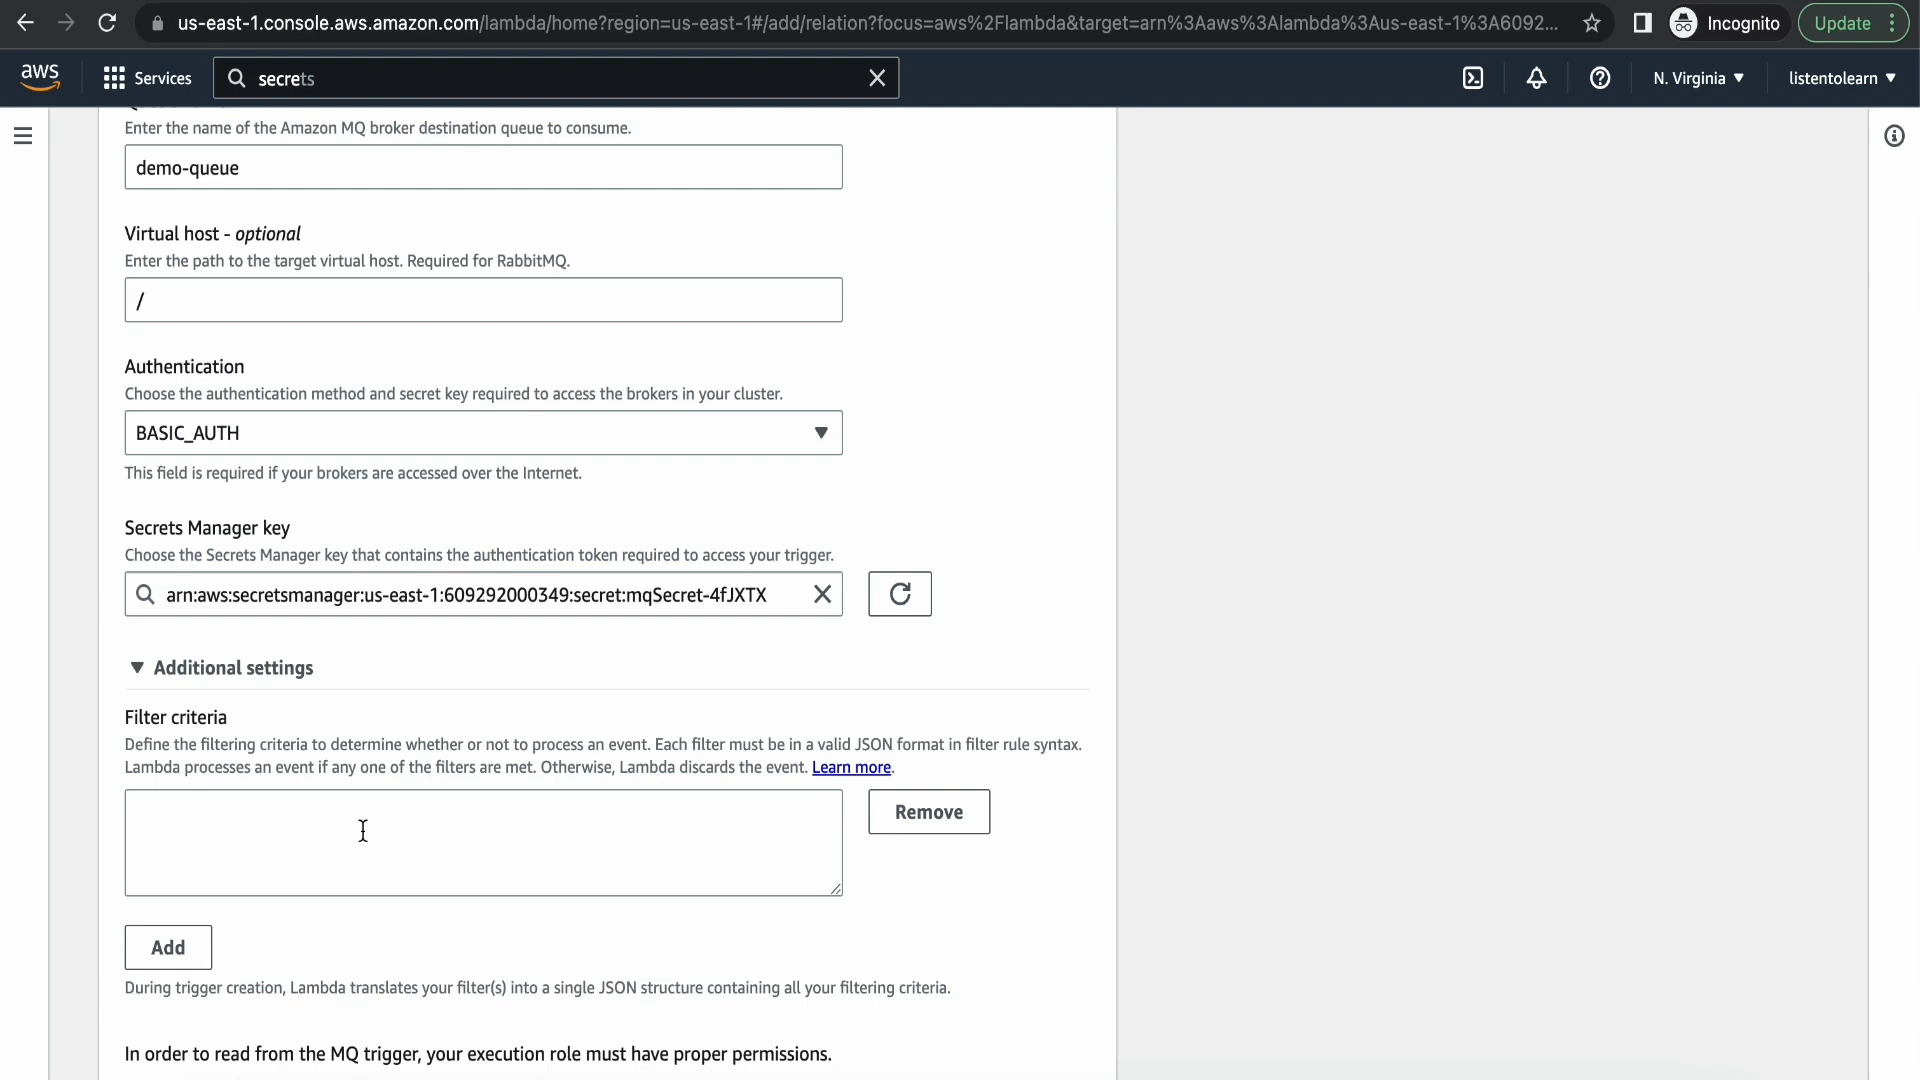 us-east-1.console.aws.amazon.com/lambda/home?region=us-east-1#/add/relation?focus=aws%2Flambda&target=arn%3Aaws%3Alambda%3Aus-east-1%3A6092...
Incognito
Update
aws
Services
secrets
N. Virginia ▼
listentolearn ▼
Enter the name of the Amazon MQ broker destination queue to consume.
demo-queue
Virtual host - optional
Enter the path to the target virtual host. Required for RabbitMQ.
/
Authentication
Choose the authentication method and secret key required to access the brokers in your cluster.
BASIC_AUTH
This field is required if your brokers are accessed over the Internet.
Secrets Manager key
Choose the Secrets Manager key that contains the authentication token required to access your trigger.
arn:aws:secretsmanager:us-east-1:609292000349:secret:mqSecret-4fJXTX
Additional settings
Filter criteria
Define the filtering criteria to determine whether or not to process an event. Each filter must be in a valid JSON format in filter rule syntax.
Lambda processes an event if any one of the filters are met. Otherwise, Lambda discards the event. Learn more.
Remove
Add
During trigger creation, Lambda translates your filter(s) into a single JSON structure containing all your filtering criteria.
In order to read from the MQ trigger, your execution role must have proper permissions.